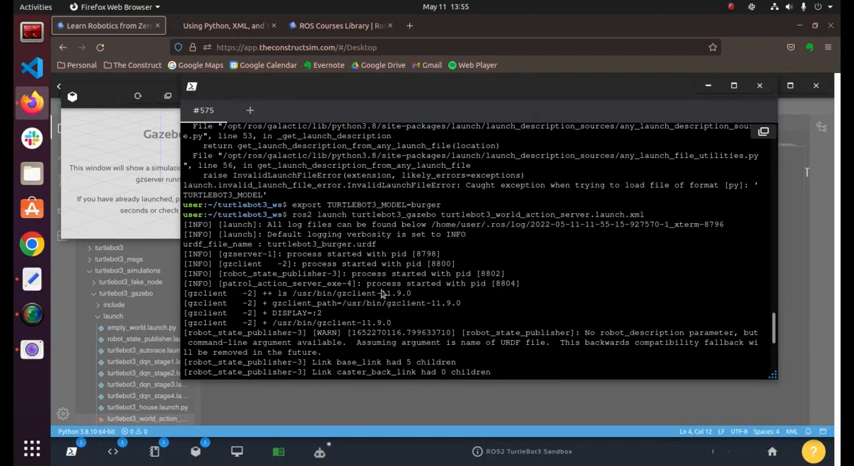 Activities
Firefox Web Browser
May 11 13:55
Learn Robotics from Zero
Using Python, XML, and
ROS Courses Library | Ro
https://app.theconstructsim.com/#/Desktop
Personal
The Construct
Google Maps
Google Calendar
Evernote
Google Drive
Gmail
Web Player
#575
Gazebo
This window will show a simulation
gzserver running
If you have already launched, p
seconds or check
File "/opt/ros/galactic/lib/python3.8/site-packages/launch/launch_description_sources/any_launch_description_sour
e.py", line 53, in _get_launch_description
return get_launch_description_from_any_launch_file(location)
File "/opt/ros/galactic/lib/python3.8/site-packages/launch/launch_description_sources/any_launch_file_utilities.py
", line 56, in get_launch_description_from_any_launch_file
raise InvalidLaunchFileError(extension, likely_errors=exceptions)
launch.invalid_launch_file_error.InvalidLaunchFileError: Caught exception when trying to load file of format [py]: '
TURTLEBOT3_MODEL'
user:~/turtlebot3_ws$ export TURTLEBOT3_MODEL=burger
user:~/turtlebot3_ws$ ros2 launch turtlebot3_gazebo turtlebot3_world_action_server.launch.xml
[INFO] [launch]: All log files can be found below /home/user/.ros/log/2022-05-11-11-55-15-927570-1_xterm-8796
[INFO] [launch]: Default logging verbosity is set to INFO
urdf_file_name : turtlebot3_burger.urdf
[INFO] [gzserver-1]: process started with pid [8798]
[INFO] [gzclient -2]: process started with pid [8800]
[INFO] [robot_state_publisher-3]: process started with pid [8802]
[INFO] [patrol_action_server_exe-4]: process started with pid [8804]
[gzclient -2] ++ ls /usr/bin/gzclient-11.9.0
[gzclient -2] + gzclient_path=/usr/bin/gzclient-11.9.0
[gzclient -2] + DISPLAY=:2
[gzclient -2] + /usr/bin/gzclient-11.9.0
[robot_state_publisher-3] [WARN] [1652270116.799633710] [robot_state_publisher]: No robot_description parameter, but
command-line argument available. Assuming argument is name of URDF file. This backwards compatibility fallback wi
ll be removed in the future.
[robot_state_publisher-3] Link base_link had 5 children
[robot_state_publisher-3] Link caster_back_link had 0 children
turtlebot3
turtlebot3_msgs
turtlebot3_simulations
turtlebot3_fake_node
turtlebot3_gazebo
include
launch
empty_world.launch.py
robot_state_publisher.lau...
turtlebot3_autorace.launch
turtlebot3_dqn_stage1.l...
turtlebot3_dqn_stage2.l...
turtlebot3_dqn_stage3.l...
turtlebot3_dqn_stage4.l...
turtlebot3_house.launch.py
turtlebot3_world_action_...
Python 3.8.10 64-bit
0
0
Ln 4, Col 12
LF
UTF-8
Spaces: 4
XML
ROS2 TurtleBot3 Sandbox
?